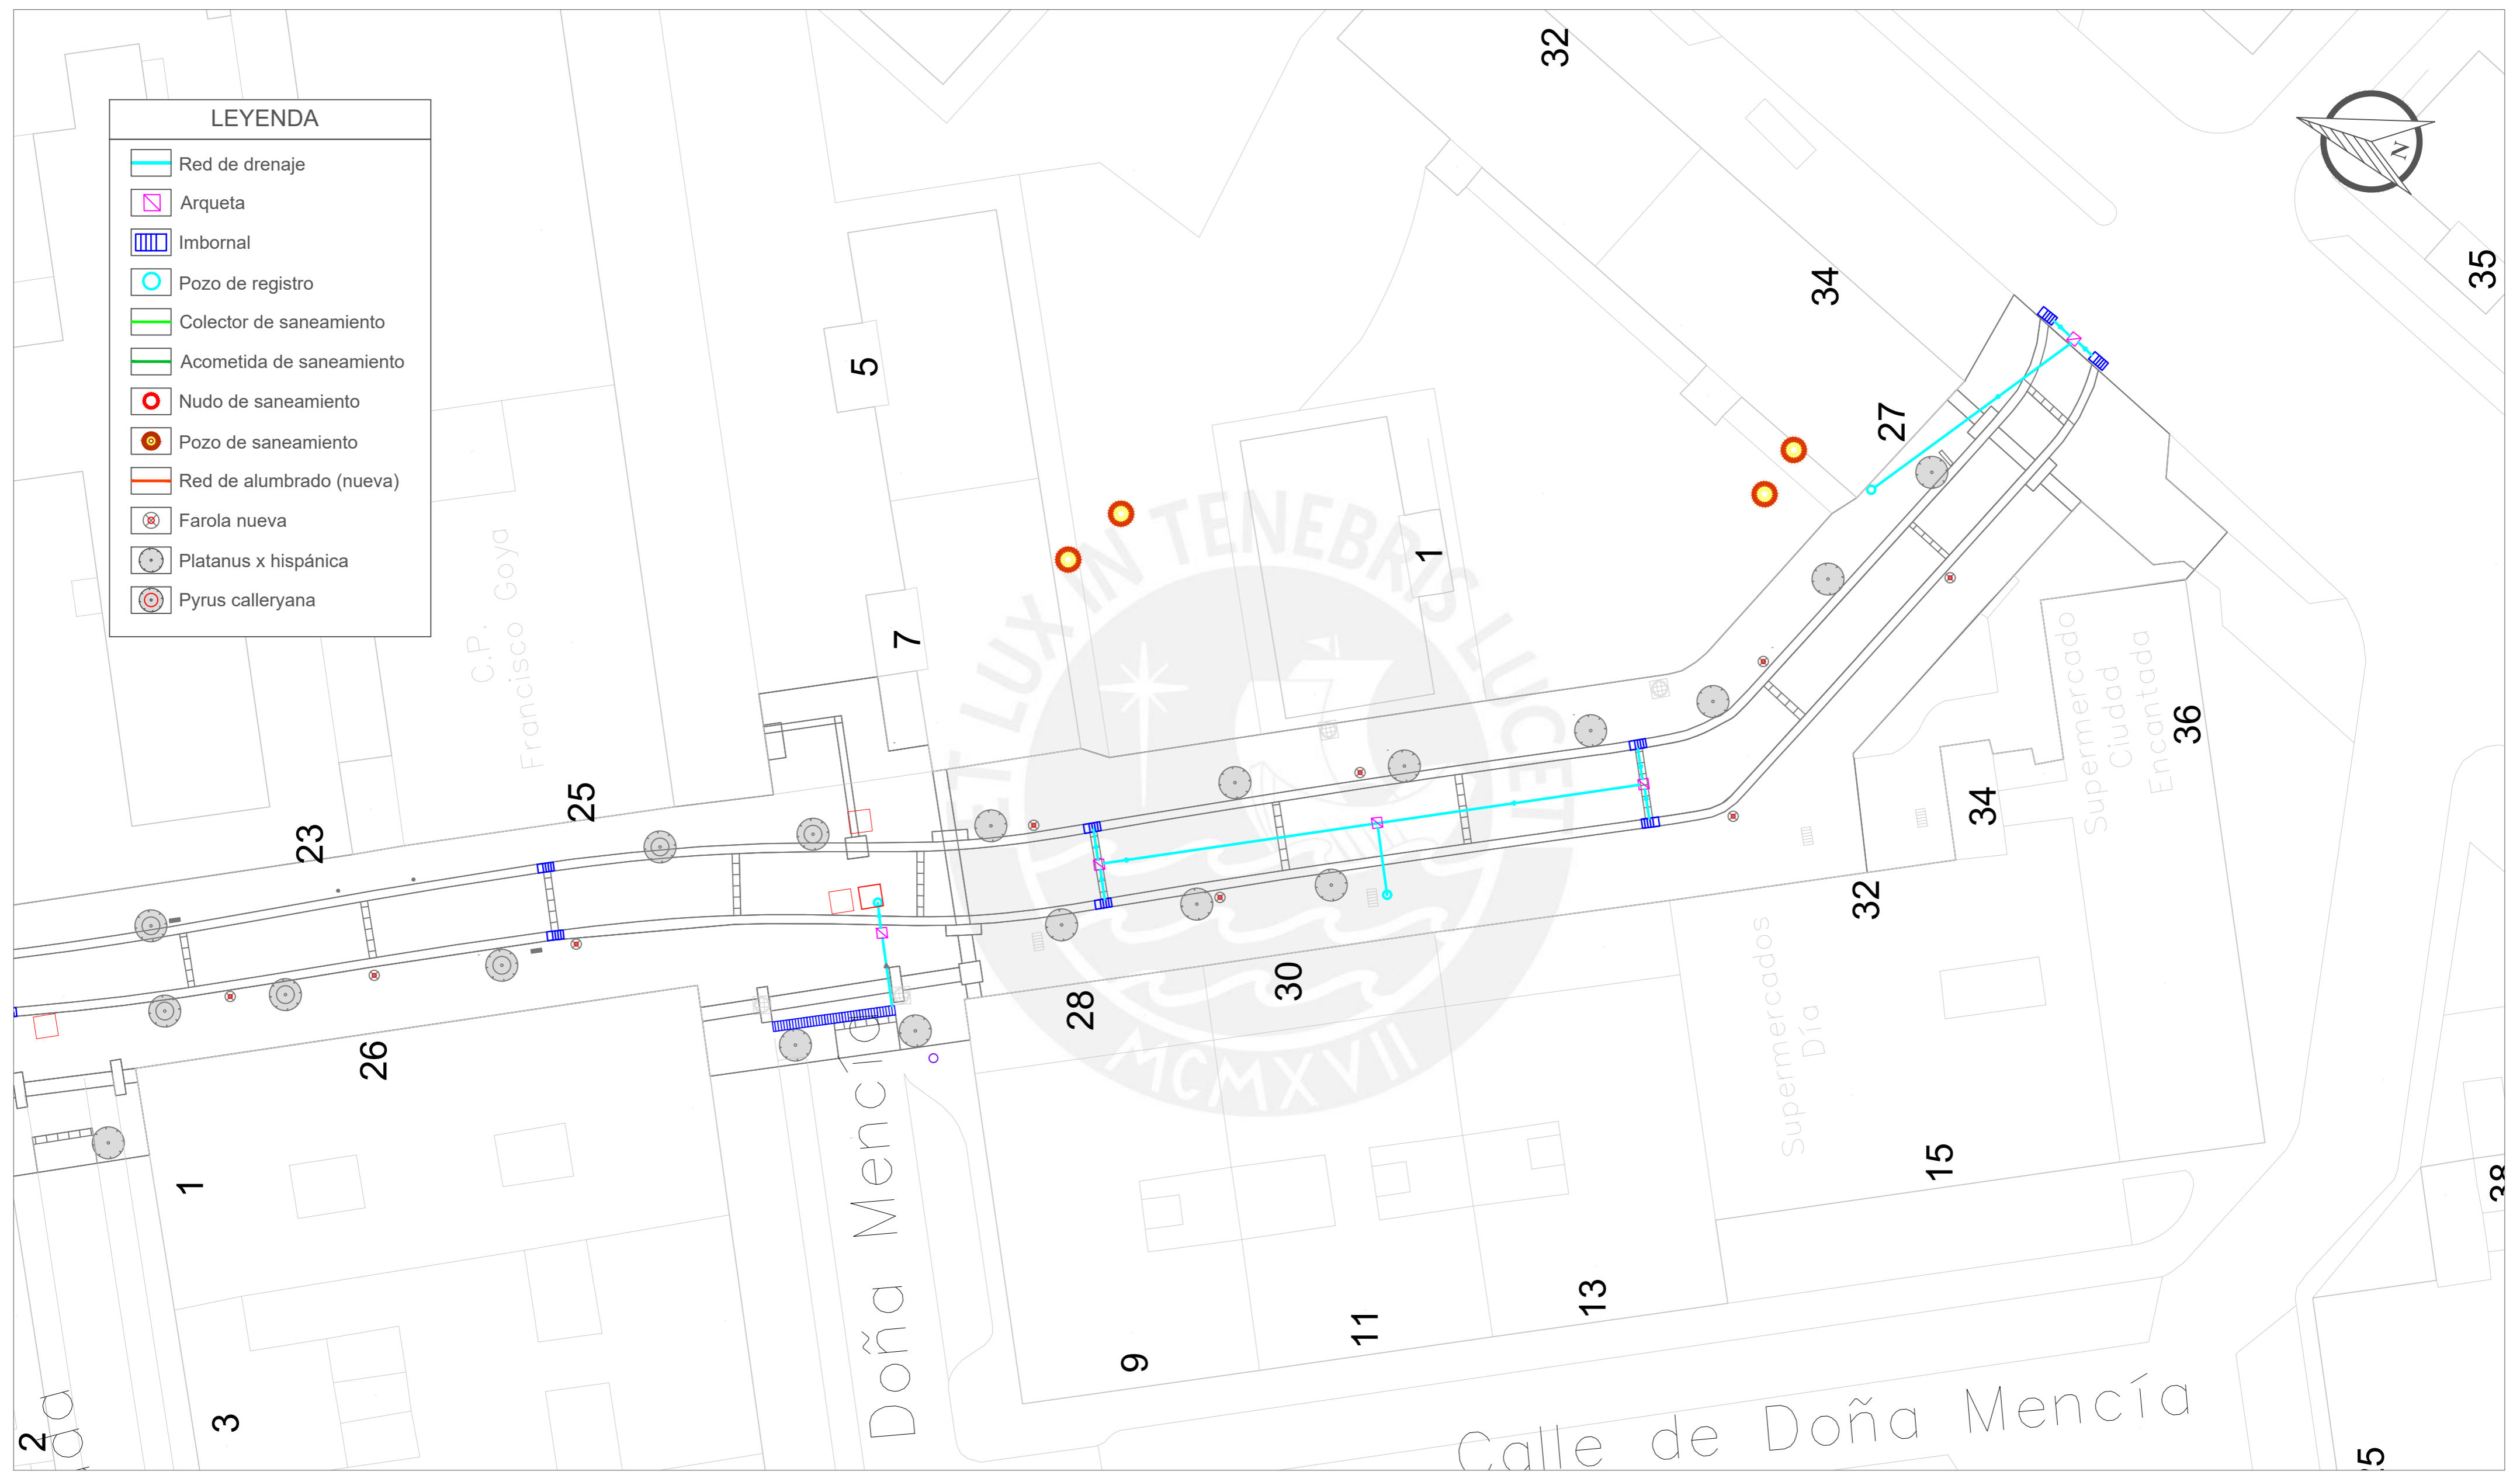 LEYENDA
Red de drenaje
Arqueta
Imbornal
Pozo de registro
Colector de saneamiento
Acometida de saneamiento
Nudo de saneamiento
Pozo de saneamiento
Red de alumbrado (nueva)
Farola nueva
Platanus x hispánica
Pyrus calleryana
N
32
34
35
27
5
7
1
C.P.
Francisco Goya
ET LUX IN TENEBRIS LUCET
MCMXVII
23
25
26
28
30
32
34
36
Supermercado
Ciudad
Encantada
Supermercados
Día
1
3
2
9
11
13
15
38
Doña Mencía
Calle de Doña Mencía